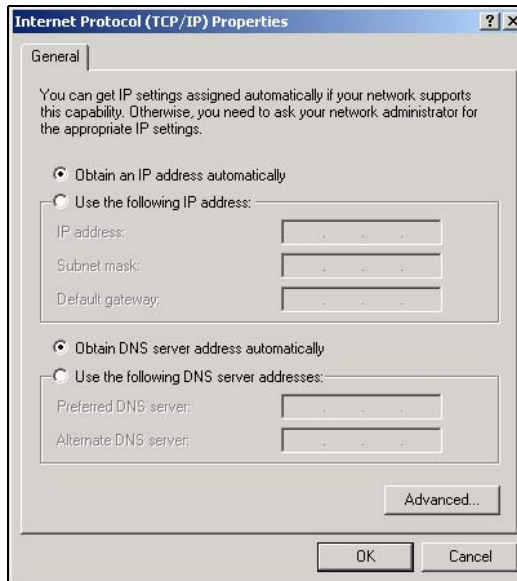 Internet Protocol (TCP/IP) Properties
General
You can get IP settings assigned automatically if your network supports
this capability. Otherwise, you need to ask your network administrator for
the appropriate IP settings.
Obtain an IP address automatically
Use the following IP address:
IP address:
Subnet mask:
Default gateway:
Obtain DNS server address automatically
Use the following DNS server addresses:
Preferred DNS server:
Alternate DNS server:
Advanced...
OK
Cancel